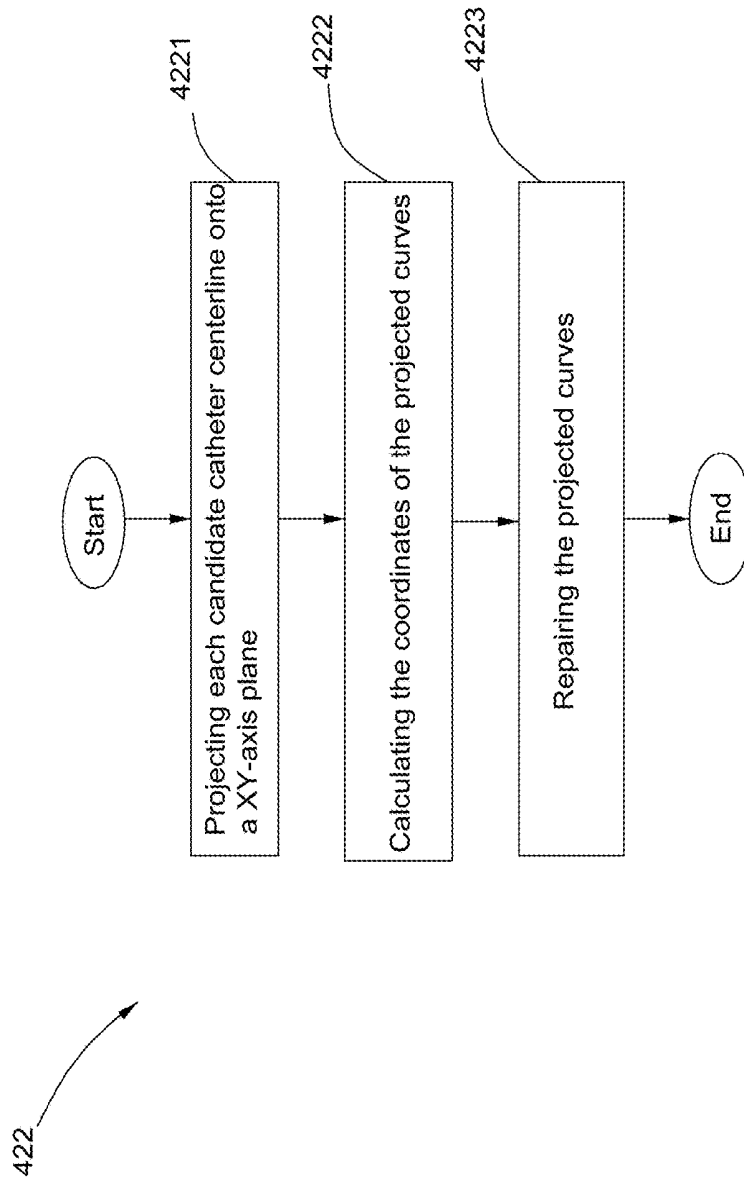 422
Start
Projecting each candidate catheter centerline onto
a XY-axis plane
4221
Calculating the coordinates of the projected curves
4222
Repairing the projected curves
4223
End